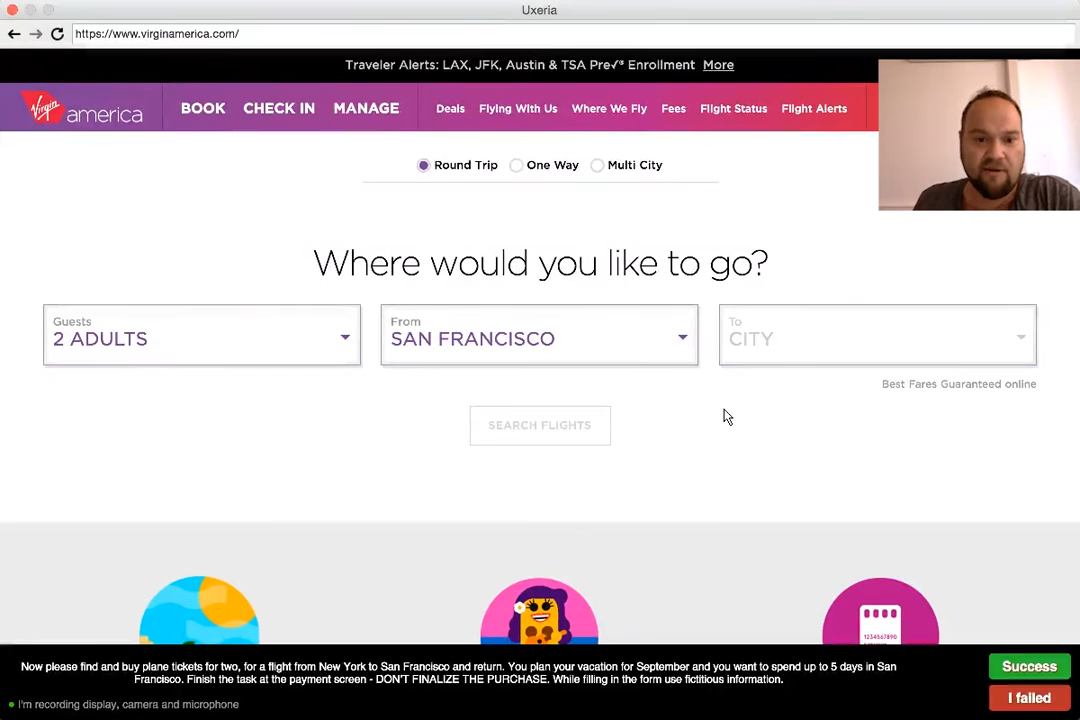 Uxeria
https://www.virginamerica.com/
Traveler Alerts: LAX, JFK, Austin & TSA Pre✓® Enrollment More
Virgin america BOOK CHECK IN MANAGE Deals Flying With Us Where We Fly Fees Flight Status Flight Alerts
Round Trip One Way Multi City
Where would you like to go?
Guests From To
2 ADULTS SAN FRANCISCO CITY
Best Fares Guaranteed online
SEARCH FLIGHTS
1234567890
Now please find and buy plane tickets for two, for a flight from New York to San Francisco and return. You plan your vacation for September and you want to spend up to 5 days in San
Francisco. Finish the task at the payment screen - DON'T FINALIZE THE PURCHASE. While filling in the form use fictitious information.
Success
I failed
I'm recording display, camera and microphone